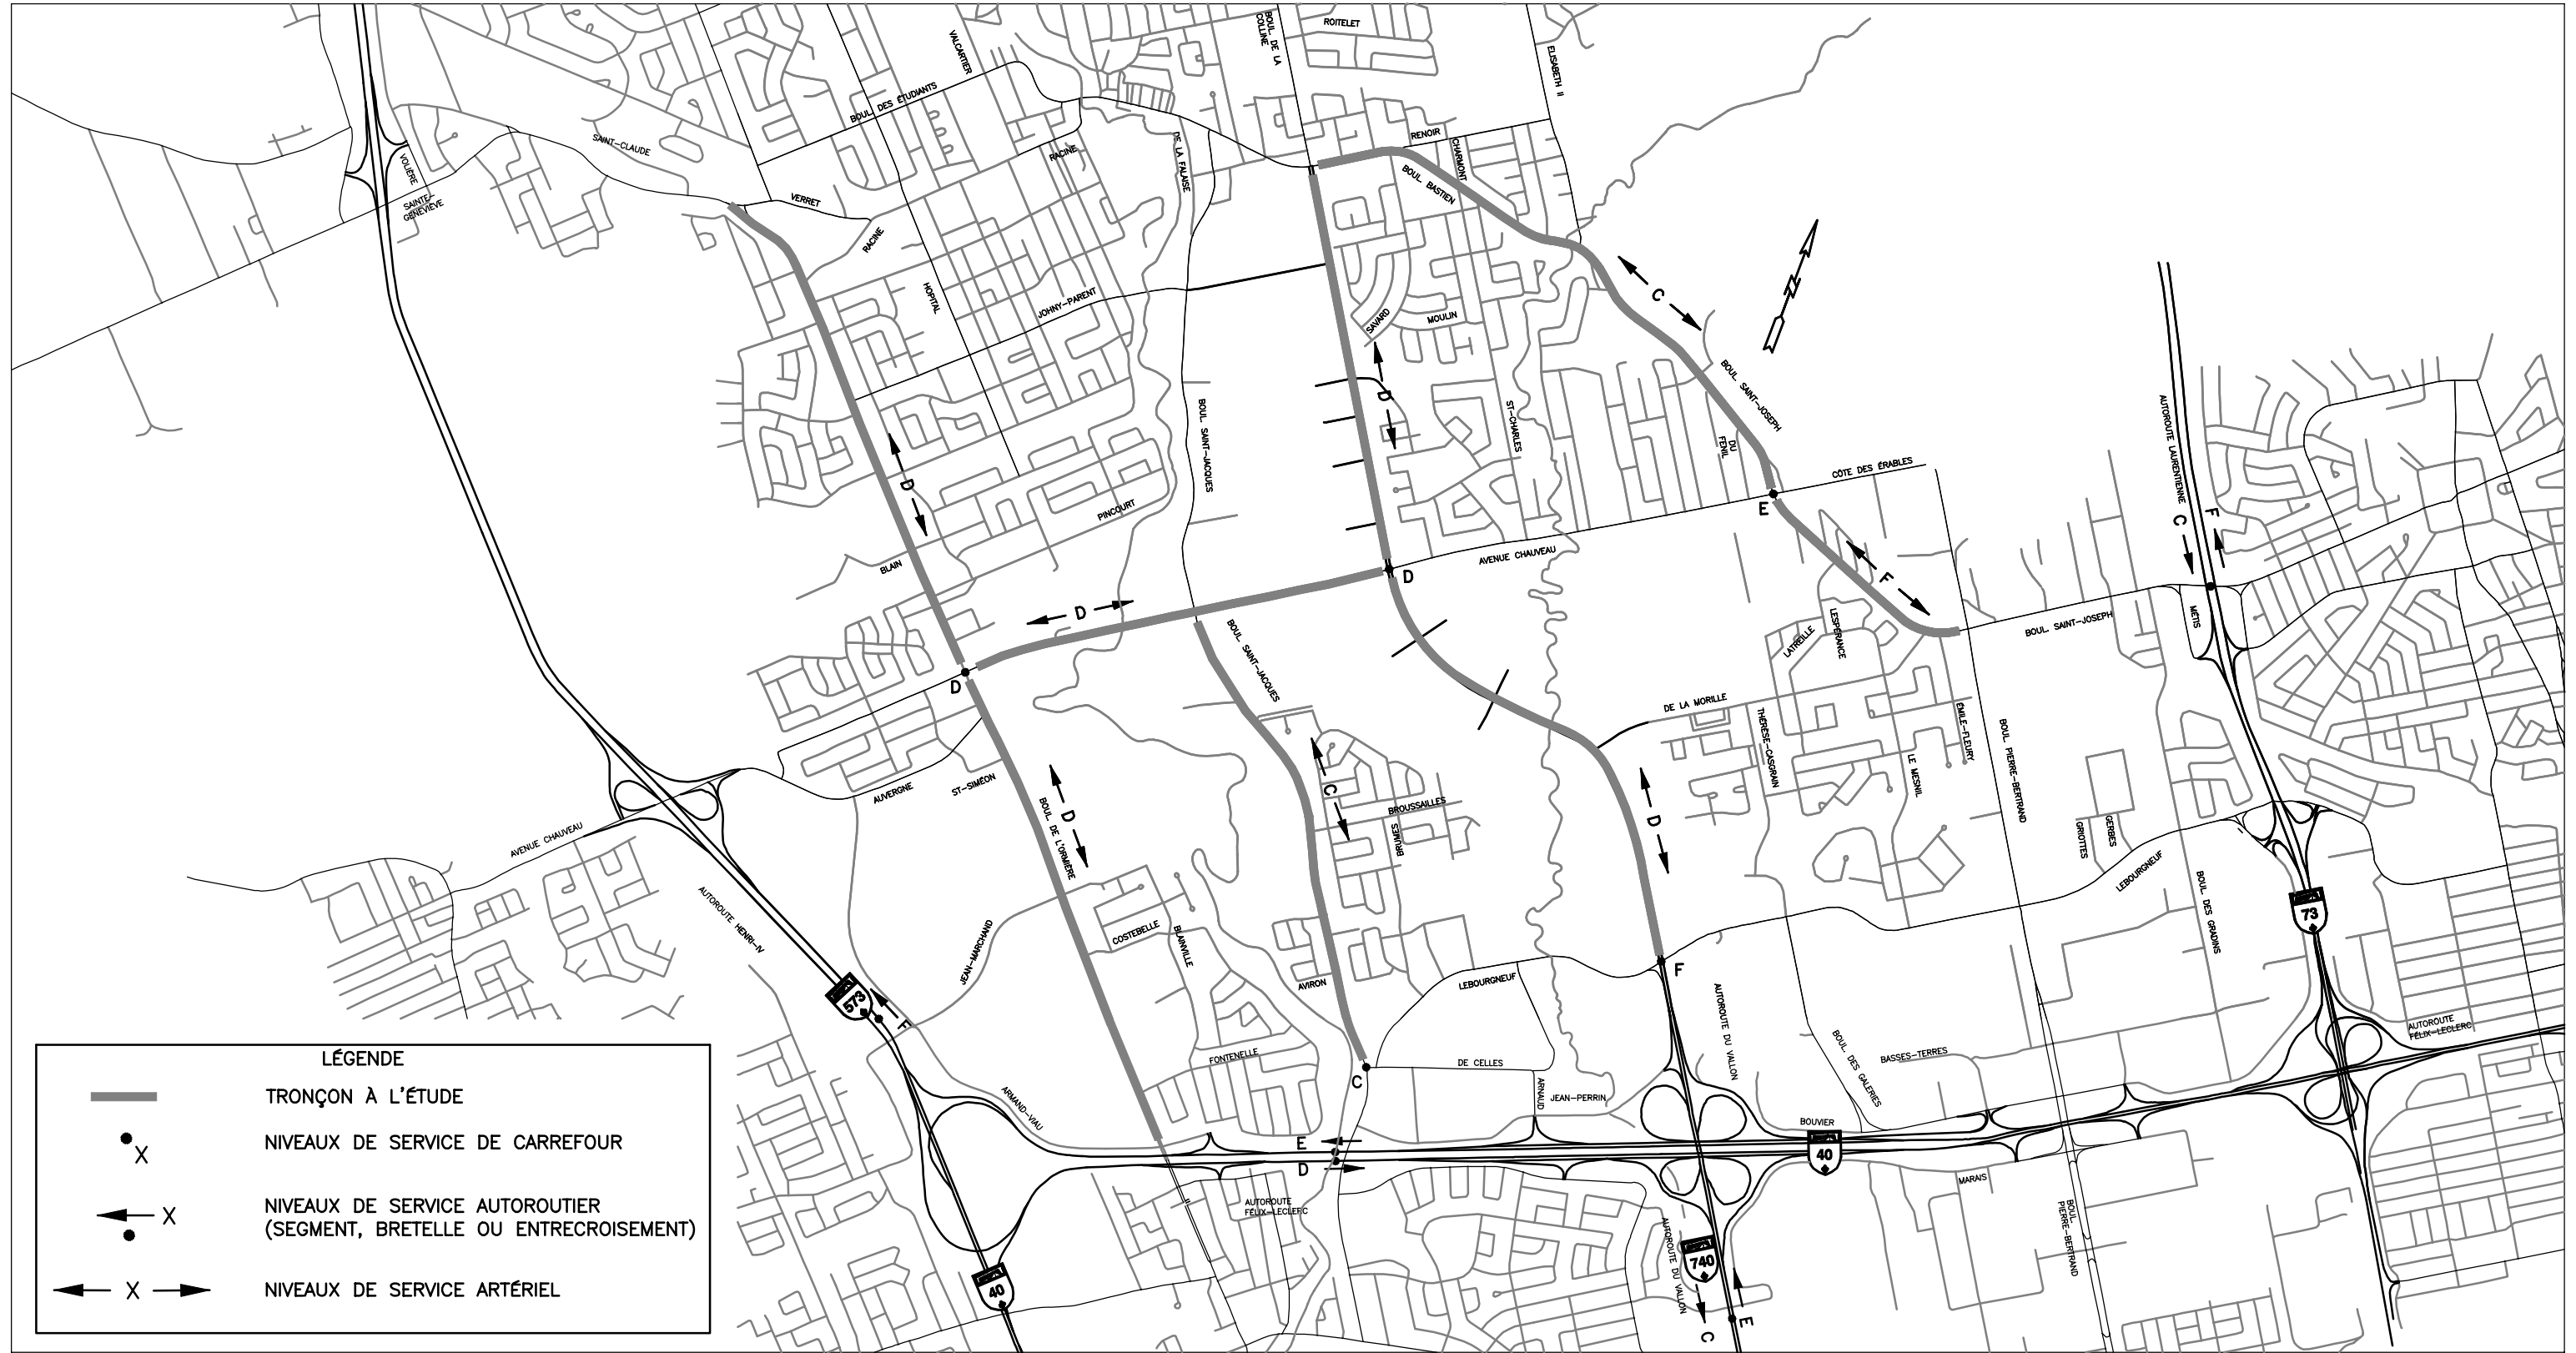 ROITELET
BOUL. DE LA
COLLINE
VALCARTIER
ELISABETH II
BOUL. DES ÉTUDIANTS
RENOIR
CHARMONT
SAINT-CLAUDE
RACINE
DE LA FALAISE
VOLIÈRE
SAINTE-
GENEVIÈVE
BOUL. BASTIEN
VERRET
RACINE
HOPITAL
JOHNY-PARENT
C
N
SAVARD
MOULIN
BOUL. SAINT-JOSEPH
D
AUTOROUTE LAURENTIENNE
ST-CHARLES
BOUL. SAINT-JACQUES
DU
FENIL
CÔTE DES ÉRABLES
D
E
PINCOURT
C
F
AVENUE CHAUVEAU
BLAIN
D
F
D
MÉTIS
BOUL. SAINT-JOSEPH
LESPÉRANCE
LATREILLE
BOUL. SAINT-JACQUES
D
DE LA MORILLE
THÉRÈSE-CASGRAIN
ÉMILE-FLEURY
BOUL. PIERRE-BERTRAND
LE MESNIL
ST-SIMÉON
AUVERGNE
C
BROUSSAILLES
BRUMES
D
D
BOUL. DE L'ORMIÈRE
AVENUE CHAUVEAU
GRIOTTES
GERBES
LEBOURGNEUF
BOUL. DES GRADINS
AUTOROUTE HENRI-IV
73
COSTEBELLE
BLAINVILLE
JEAN-MARCHAND
AVIRON
LEBOURGNEUF
F
AUTOROUTE DU VALLON
573
F
AUTOROUTE
FÉLIX-LECLERC
BOUL. DES GALERIES
BASSES-TERRES
FONTENELLE
DE CELLES
C
ARNAUD
JEAN-PERRIN
ARMAND-VIAU
BOUVIER
E
D
40
MARAIS
AUTOROUTE
FÉLIX-LECLERC
BOUL.
PIERRE-BERTRAND
AUTOROUTE DU VALLON
740
40
C
E
LÉGENDE
TRONÇON À L'ÉTUDE
X NIVEAUX DE SERVICE DE CARREFOUR
X NIVEAUX DE SERVICE AUTOROUTIER
(SEGMENT, BRETELLE OU ENTRECROISEMENT)
X NIVEAUX DE SERVICE ARTÉRIEL